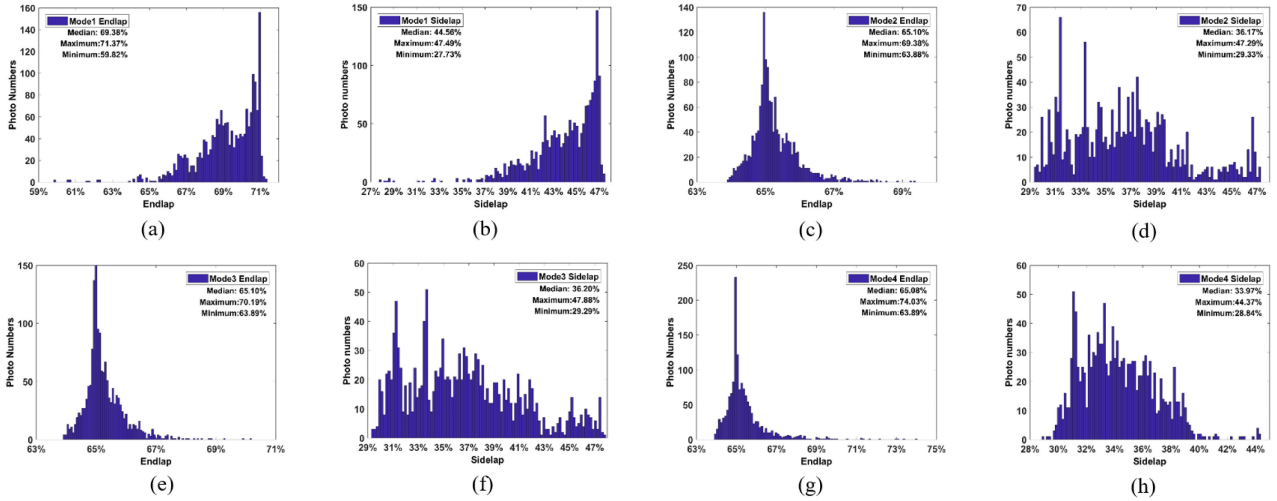 160
140
120
100
80
60
40
20
0
Photo Numbers
Mode1 Endlap
Median: 69.38%
Maximum: 71.37%
Minimum: 59.82%
59% 61% 63% 65% 67% 69% 71%
Endlap
(a)
150
100
50
0
Photo Numbers
Mode1 Sidelap
Median: 44.56%
Maximum: 47.49%
Minimum: 27.73%
27% 29% 31% 33% 35% 37% 39% 41% 43% 45% 47%
Sidelap
(b)
140
120
100
80
60
40
20
0
Photo Numbers
Mode2 Endlap
Median: 65.10%
Maximum: 69.38%
Minimum: 63.88%
63% 65% 67% 69%
Endlap
(c)
70
60
50
40
30
20
10
0
Photo numbers
Mode2 Sidelap
Median: 36.17%
Maximum: 47.29%
Minimum: 29.33%
29% 31% 33% 35% 37% 39% 41% 43% 45% 47%
Sidelap
(d)
150
100
50
0
Photo Numbers
Mode3 Endlap
Median: 65.10%
Maximum:70.19%
Minimum:63.89%
63% 65% 67% 69% 71%
Endlap
(e)
60
50
40
30
20
10
0
Photo numbers
Mode3 Sidelap
Median: 36.20%
Maximum:47.88%
Minimum:29.29%
29% 31% 33% 35% 37% 39% 41% 43% 45% 47%
Sidelap
(f)
250
200
150
100
50
0
Photo Numbers
Mode4 Endlap
Median: 65.08%
Maximum:74.03%
Minimum:63.89%
63% 65% 67% 69% 71% 73% 75%
Endlap
(g)
60
50
40
30
20
10
0
Photo numbers
Mode4 Sidelap
Median: 33.97%
Maximum:44.37%
Minimum:28.84%
28% 30% 32% 34% 36% 38% 40% 42% 44%
Sidelap
(h)